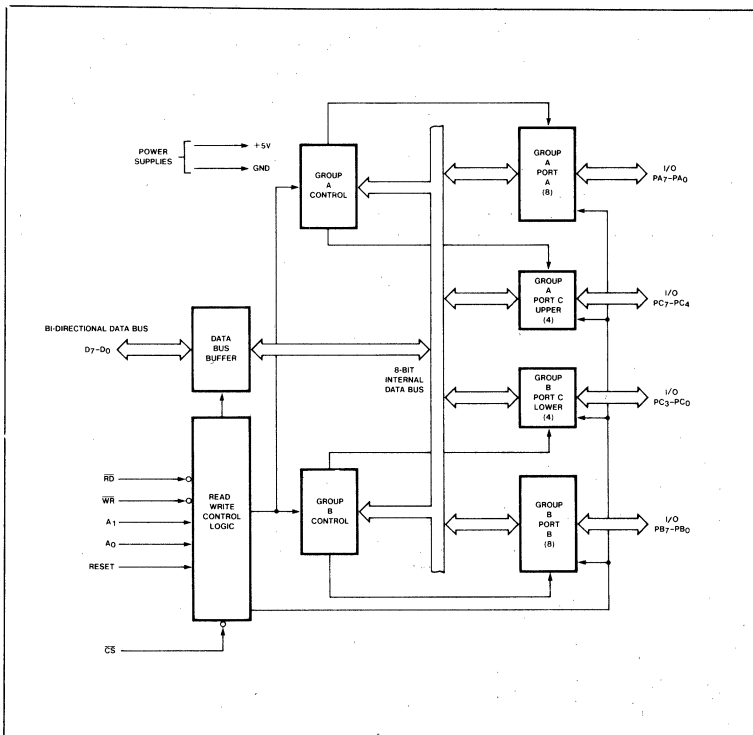 POWER
SUPPLIES
+5V
GND
GROUP
A
CONTROL
GROUP
A
PORT
A
(8)
I/O
PA7-PA0
GROUP
A
PORT C
UPPER
(4)
I/O
PC7-PC4
BI-DIRECTIONAL DATA BUS
D7-D0
DATA
BUS
BUFFER
8-BIT
INTERNAL
DATA BUS
GROUP
B
PORT C
LOWER
(4)
I/O
PC3-PC0
RD
WR
A1
A0
RESET
CS
READ
WRITE
CONTROL
LOGIC
GROUP
B
CONTROL
GROUP
B
PORT
B
(8)
I/O
PB7-PB0